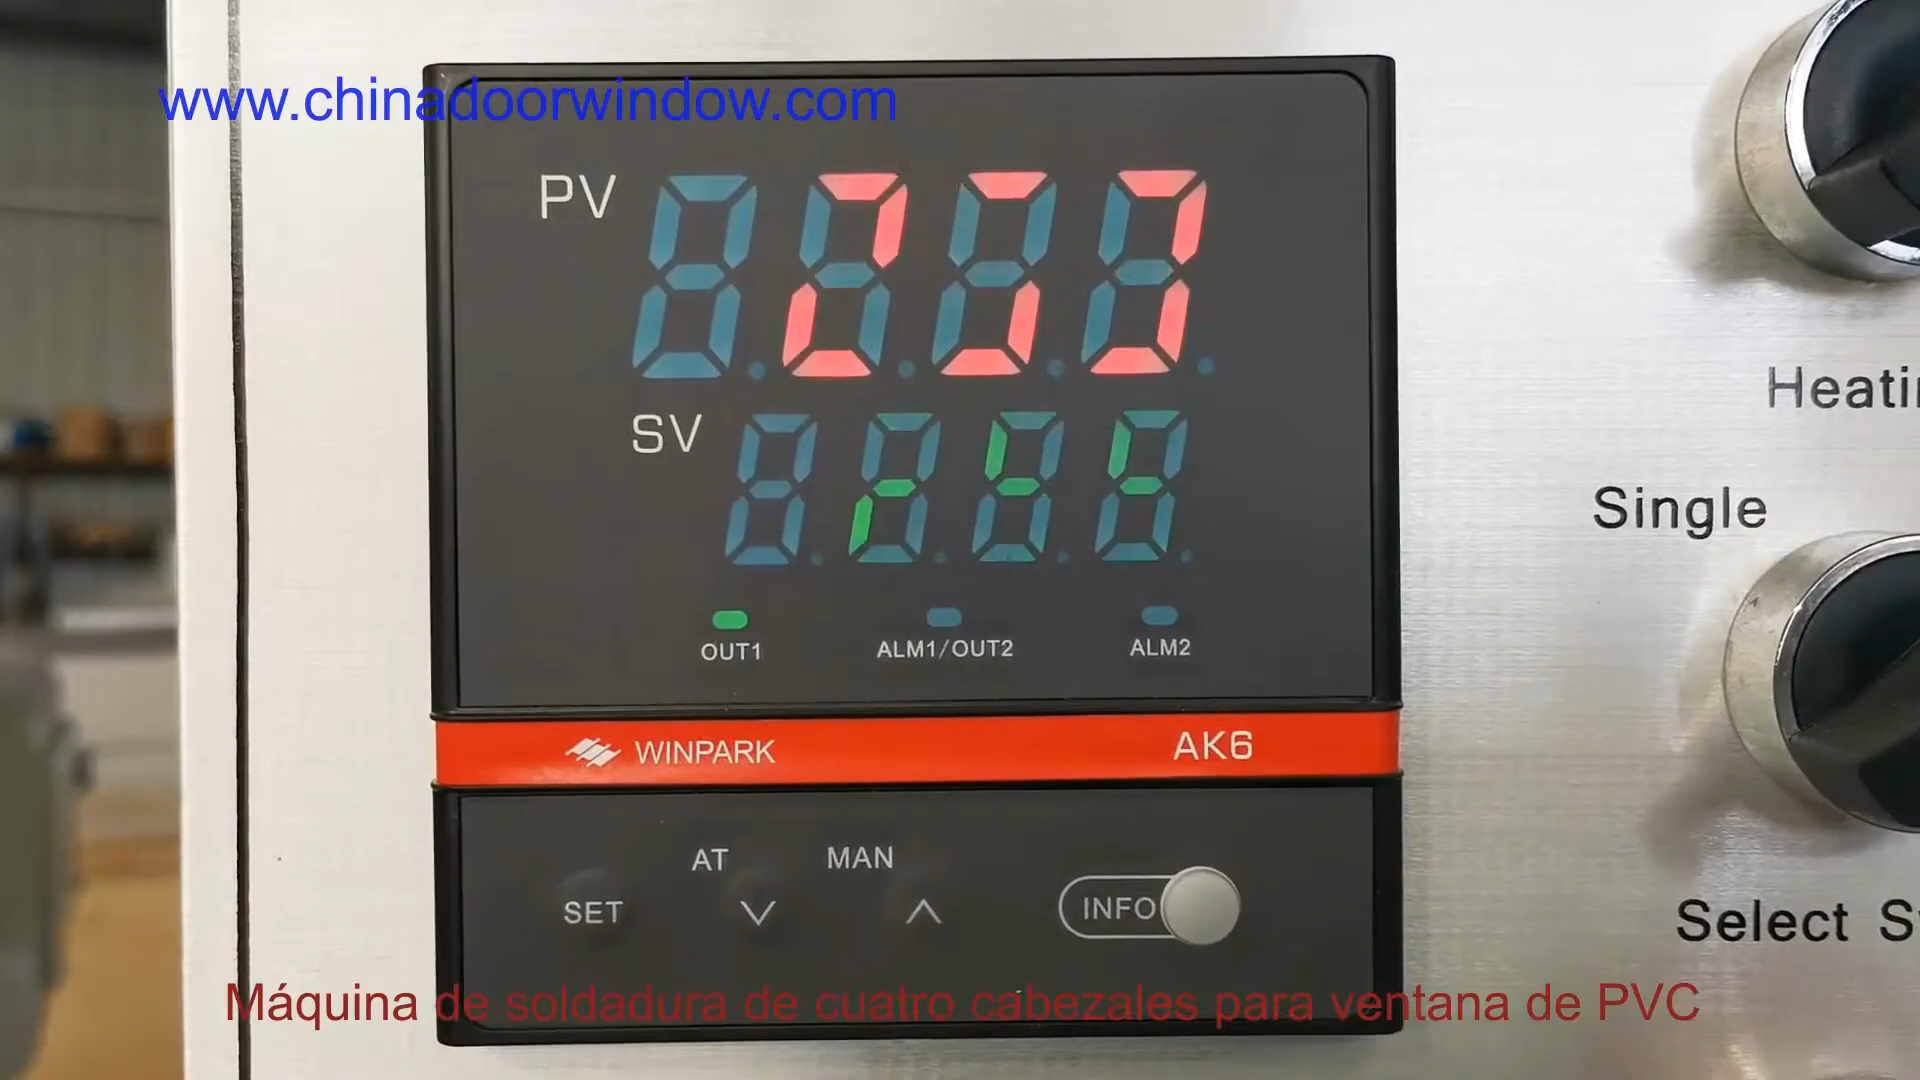 www.chinadoorwindow.com
PV
SV
OUT1 ALM1/OUT2 ALM2
WINPARK AK6
AT MAN
SET INFO
Single
Select
Máquina de soldadura de cuatro cabezales para ventana de PVC